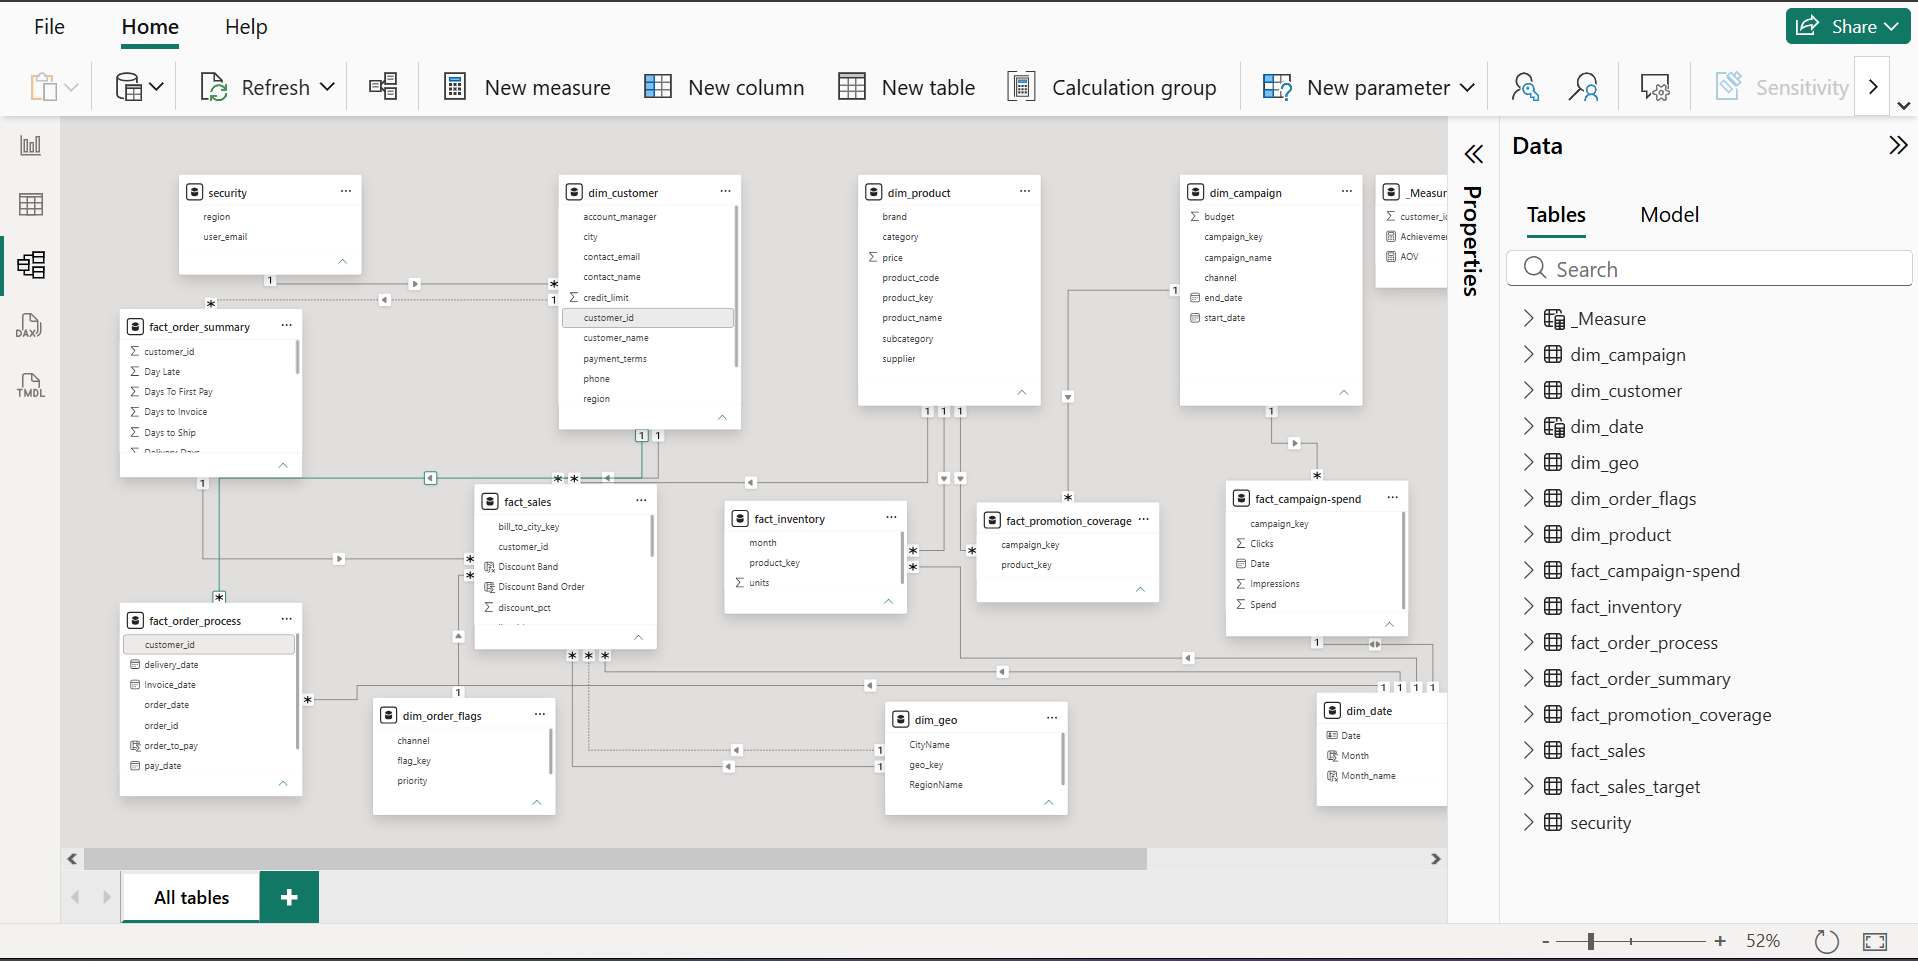 File
Home
Help
Share
Refresh
New measure
New column
New table
Calculation group
New parameter
Sensitivity
DAX
TMDL
security
region
user_email
dim_customer
account_manager
city
contact_email
contact_name
credit_limit
customer_id
customer_name
payment_terms
phone
region
dim_product
brand
category
price
product_code
product_key
product_name
subcategory
supplier
dim_campaign
budget
campaign_key
campaign_name
channel
end_date
start_date
_Measur
customer_i
Achieveme
AOV
fact_order_summary
customer_id
Day Late
Days To First Pay
Days to Invoice
Days to Ship
Delivery Days
fact_sales
bill_to_city_key
customer_id
Discount Band
Discount Band Order
discount_pct
fact_inventory
month
product_key
units
fact_promotion_coverage
campaign_key
product_key
fact_campaign-spend
campaign_key
Clicks
Date
Impressions
Spend
fact_order_process
customer_id
delivery_date
Invoice_date
order_date
order_id
order_to_pay
pay_date
dim_order_flags
channel
flag_key
priority
dim_geo
CityName
geo_key
RegionName
dim_date
Date
Month
Month_name
All tables
Properties
Data
Tables
Model
Search
_Measure
dim_campaign
dim_customer
dim_date
dim_geo
dim_order_flags
dim_product
fact_campaign-spend
fact_inventory
fact_order_process
fact_order_summary
fact_promotion_coverage
fact_sales
fact_sales_target
security
- + 52%